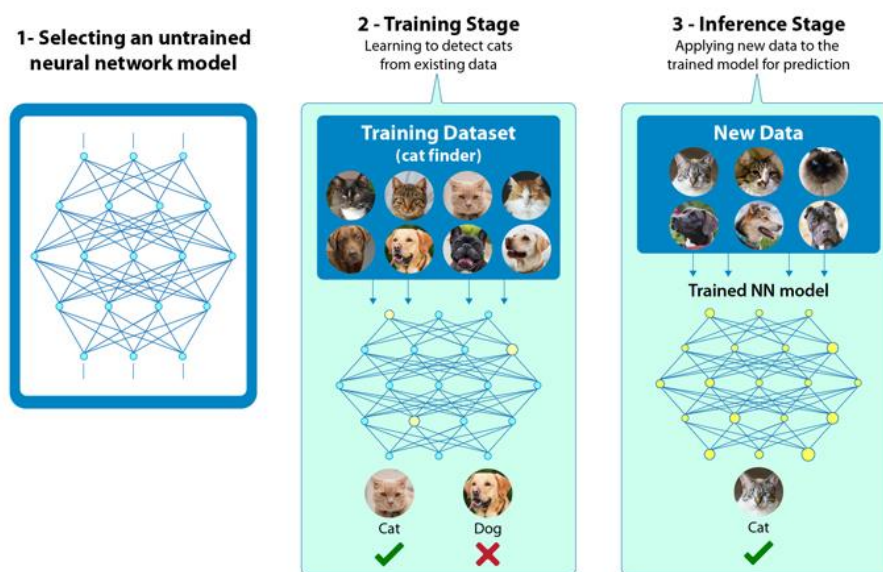 1- Selecting an untrained
neural network model
2 - Training Stage
Learning to detect cats
from existing data
Training Dataset
(cat finder)
Cat
Dog
3 - Inference Stage
Applying new data to the
trained model for prediction
New Data
Trained NN model
Cat